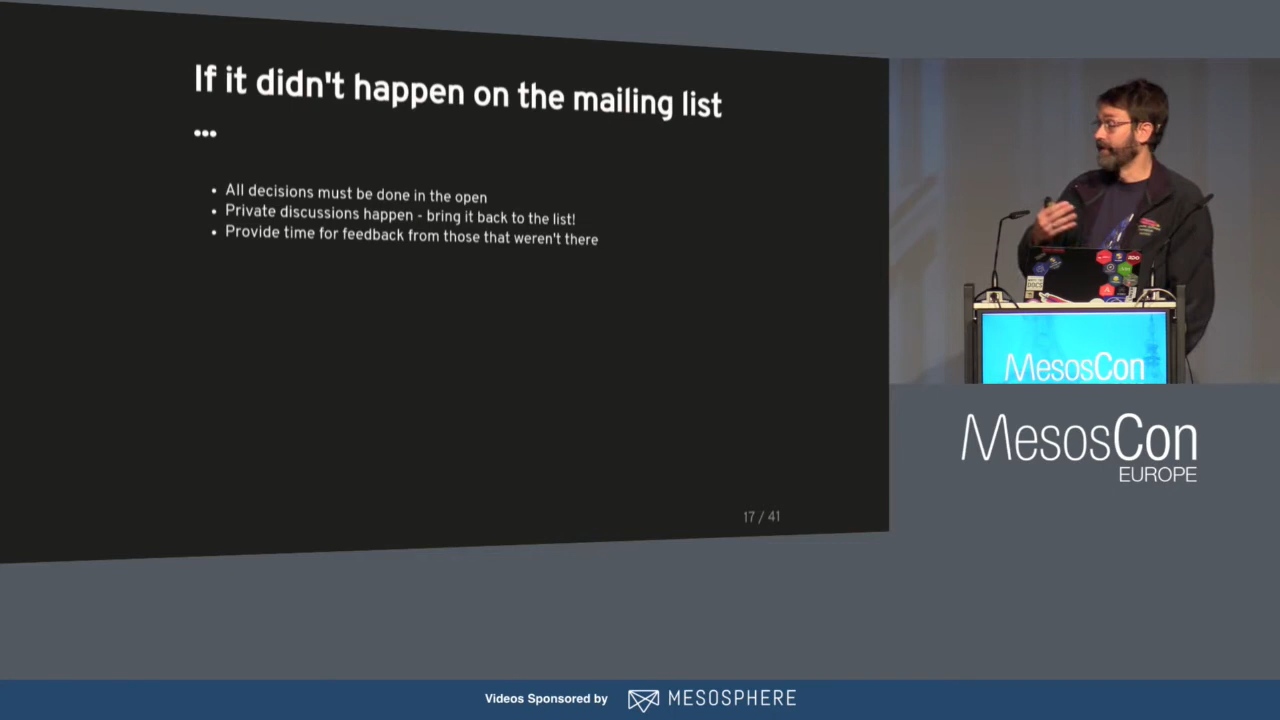 If it didn't happen on the mailing list
...
• All decisions must be done in the open
• Private discussions happen - bring it back to the list!
• Provide time for feedback from those that weren't there
17 / 41
MesosCon
MesosCon
EUROPE
Videos Sponsored by MESOSPHERE